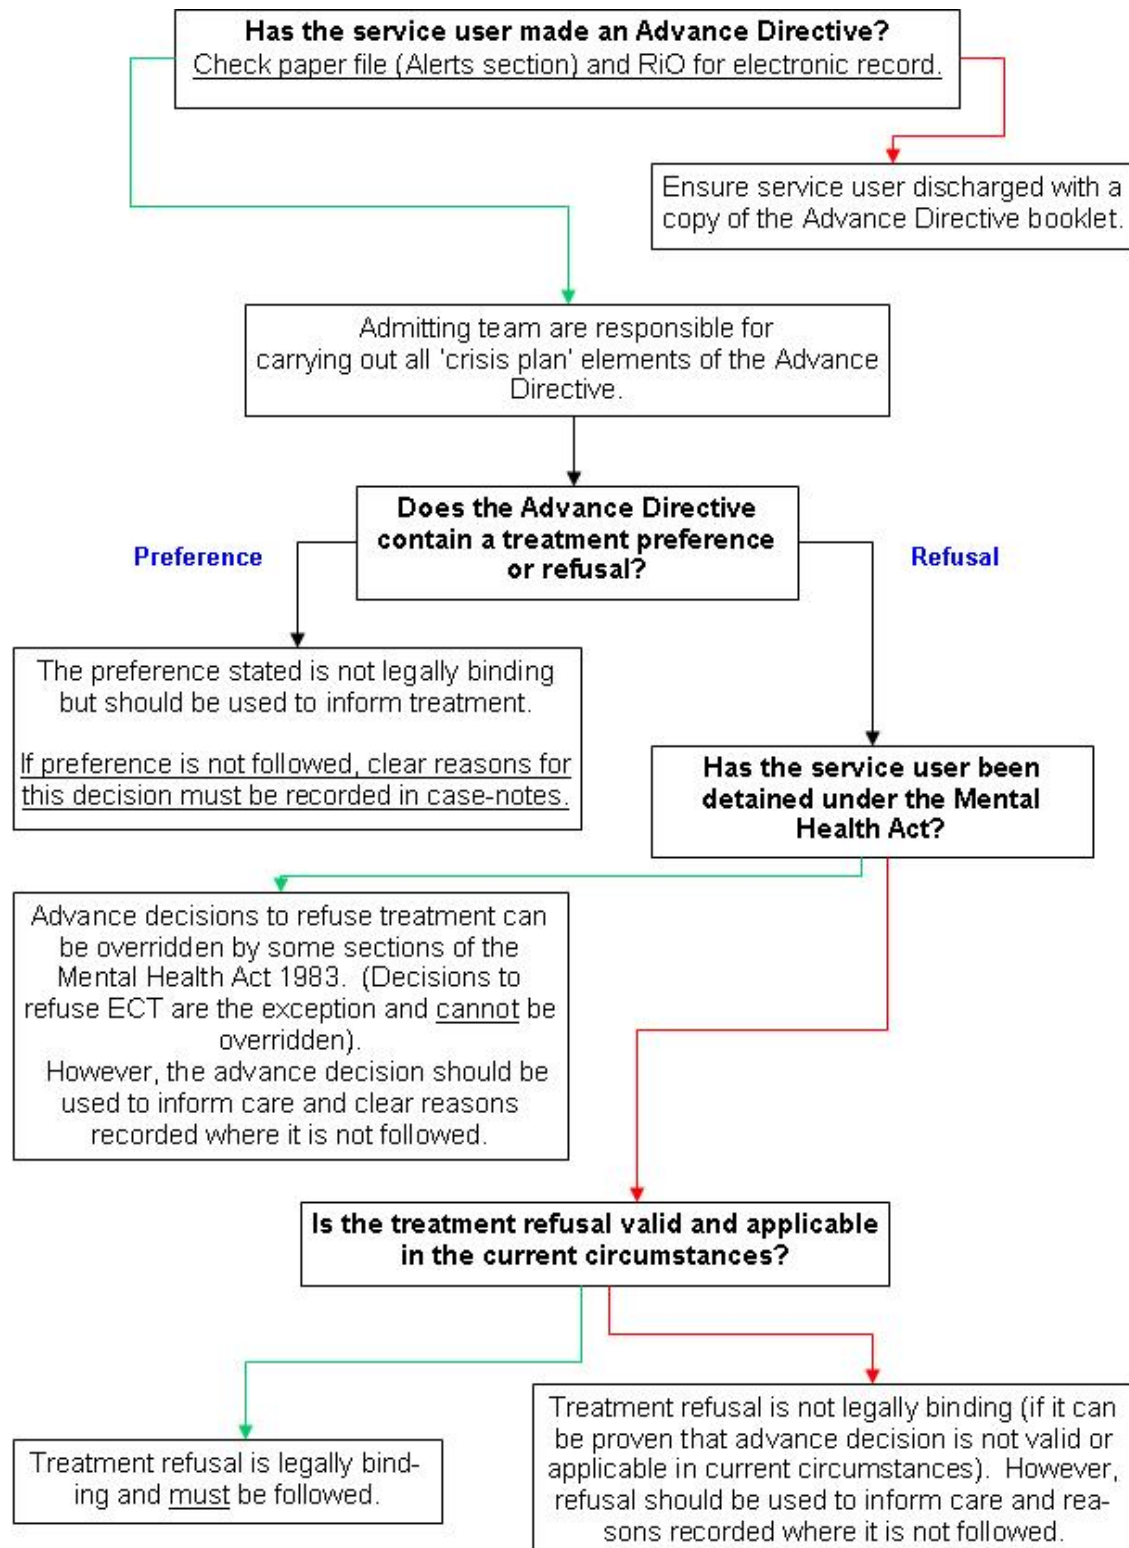 Has the service user made an Advance Directive?
Check paper file (Alerts section) and RiO for electronic record.
Ensure service user discharged with a
copy of the Advance Directive booklet.
Admitting team are responsible for
carrying out all 'crisis plan' elements of the Advance
Directive.
Does the Advance Directive
contain a treatment preference
or refusal?
Preference
Refusal
The preference stated is not legally binding
but should be used to inform treatment.
If preference is not followed, clear reasons for
this decision must be recorded in case-notes.
Has the service user been
detained under the Mental
Health Act?
Advance decisions to refuse treatment can
be overridden by some sections of the
Mental Health Act 1983. (Decisions to
refuse ECT are the exception and cannot be
overridden).
However, the advance decision should be
used to inform care and clear reasons
recorded where it is not followed.
Is the treatment refusal valid and applicable
in the current circumstances?
Treatment refusal is legally bind-
ing and must be followed.
Treatment refusal is not legally binding (if it can
be proven that advance decision is not valid or
applicable in current circumstances). However,
refusal should be used to inform care and rea-
sons recorded where it is not followed.